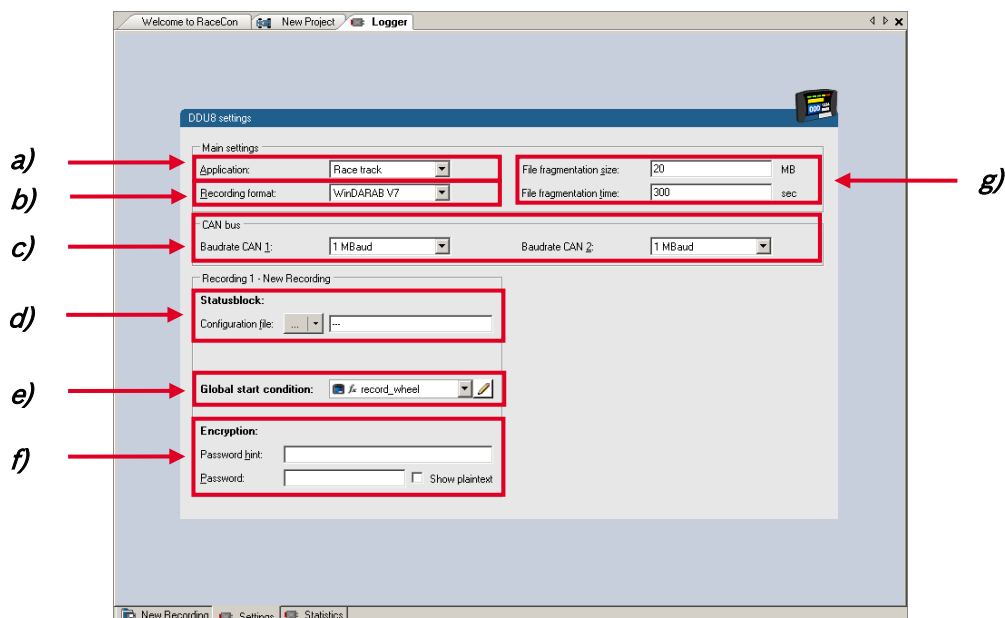 Welcome to RaceCon New Project Logger
DDU8 settings
Main settings
a) Application: Race track
File fragmentation size: 20 MB
b) Recording format: WinDARAB V7
File fragmentation time: 300 sec
g)
CAN bus
c) Baudrate CAN 1: 1 MBaud Baudrate CAN 2: 1 MBaud
Recording 1 - New Recording
Statusblock:
d) Configuration file: ... ---
e) Global start condition: fx record_wheel
Encryption:
f) Password hint:
Password: Show plaintext
New Recording Settings Statistics